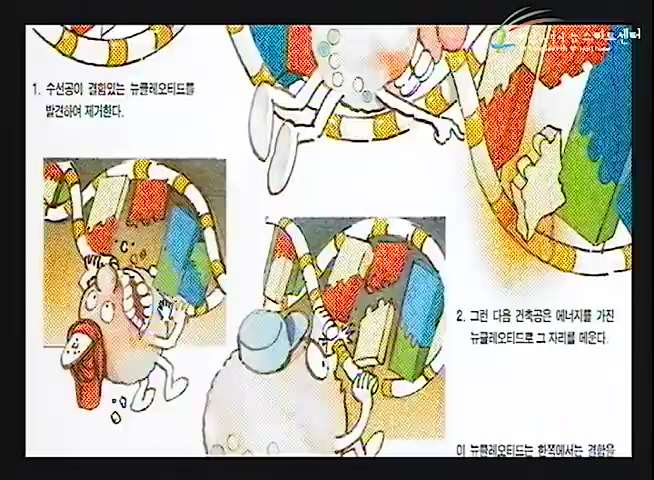 1. 수선공이 결함있는 뉴클레오티드를
발견하여 제거한다.
2. 그런 다음 건축공은 에너지를 가진
뉴클레오티드로 그 자리를 메운다.
이 뉴클레오티드는 한쪽에서는 결합을